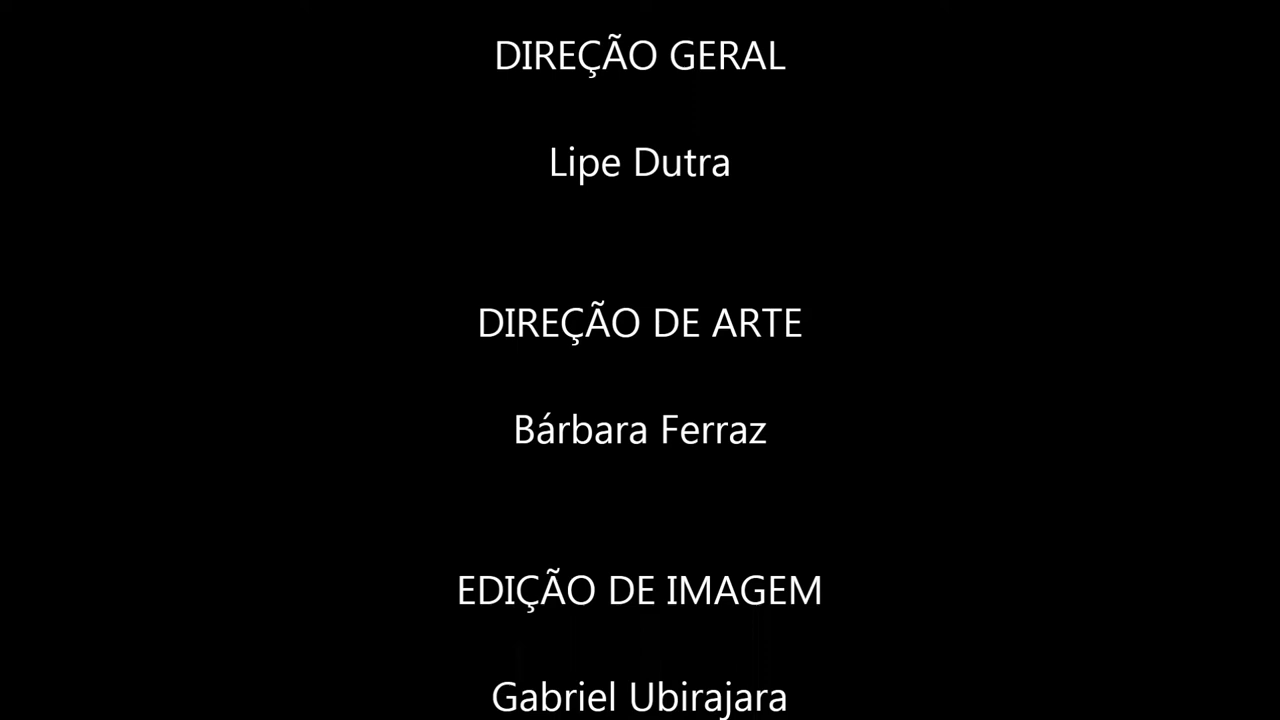 DIREÇÃO GERAL
Lipe Dutra
DIREÇÃO DE ARTE
Bárbara Ferraz
EDIÇÃO DE IMAGEM
Gabriel Ubirajara